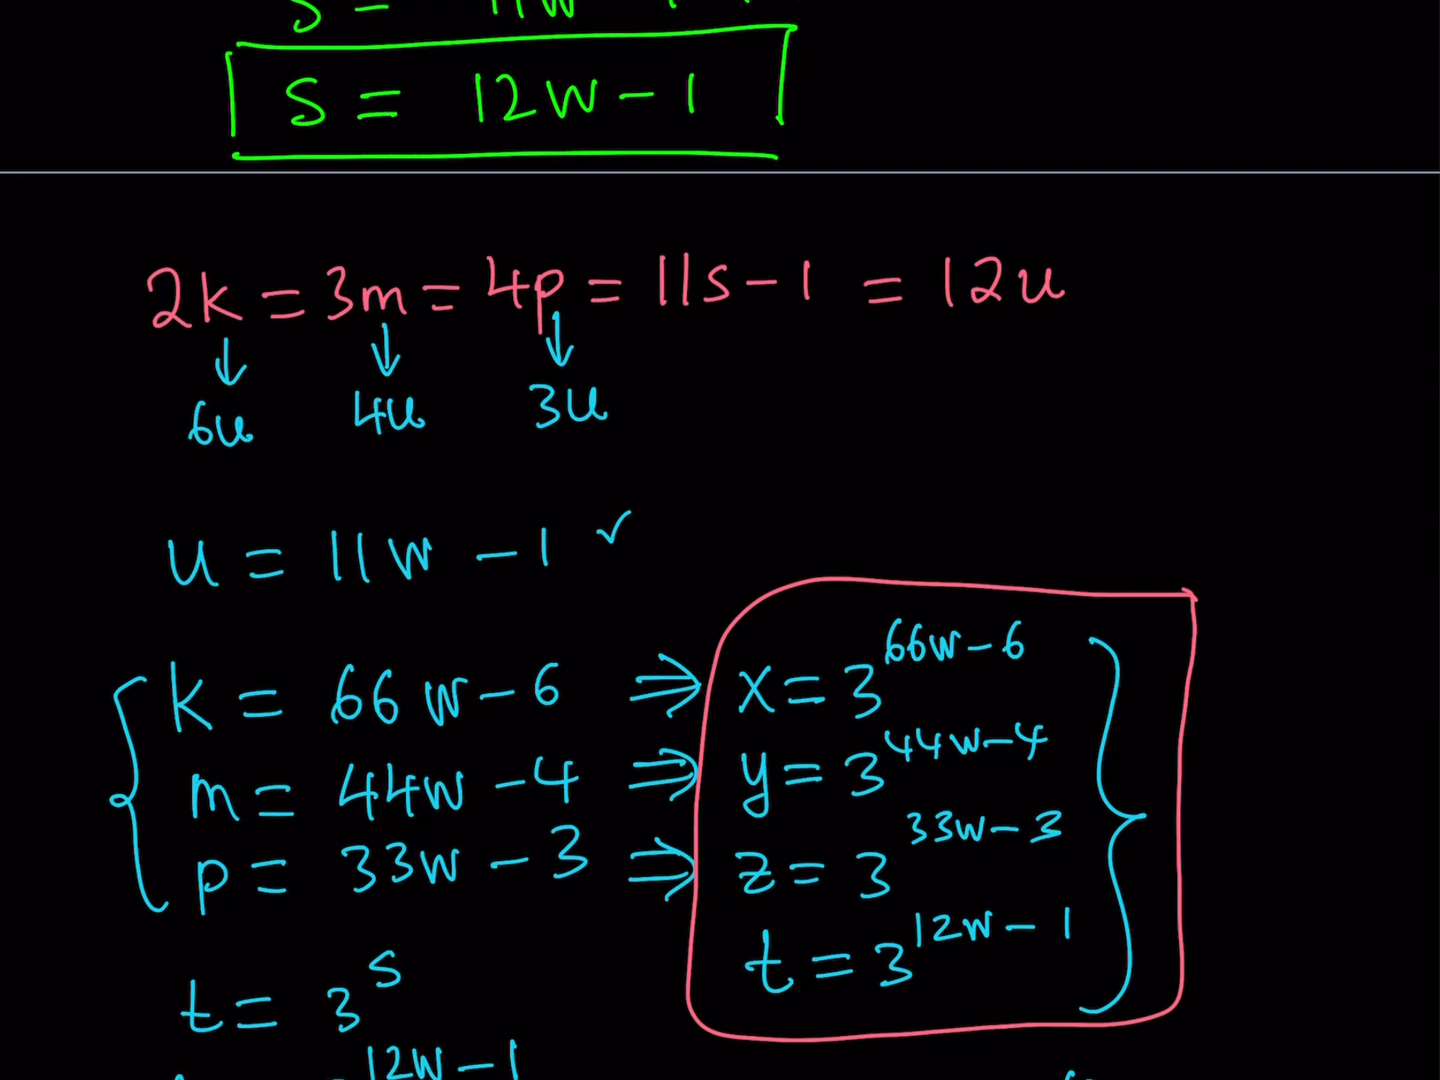 S = 12w - 1
2k = 3m = 4p = 11s - 1 = 12u
↓ ↓ ↓
6u 4u 3u
u = 11w - 1 ✓
k = 66w - 6 ⇒ x = 3^{66w-6}
m = 44w - 4 ⇒ y = 3^{44w-4}
p = 33w - 3 ⇒ z = 3^{33w-3}
t = 3^{12w-1}
t = 3^{s}
12w - 1